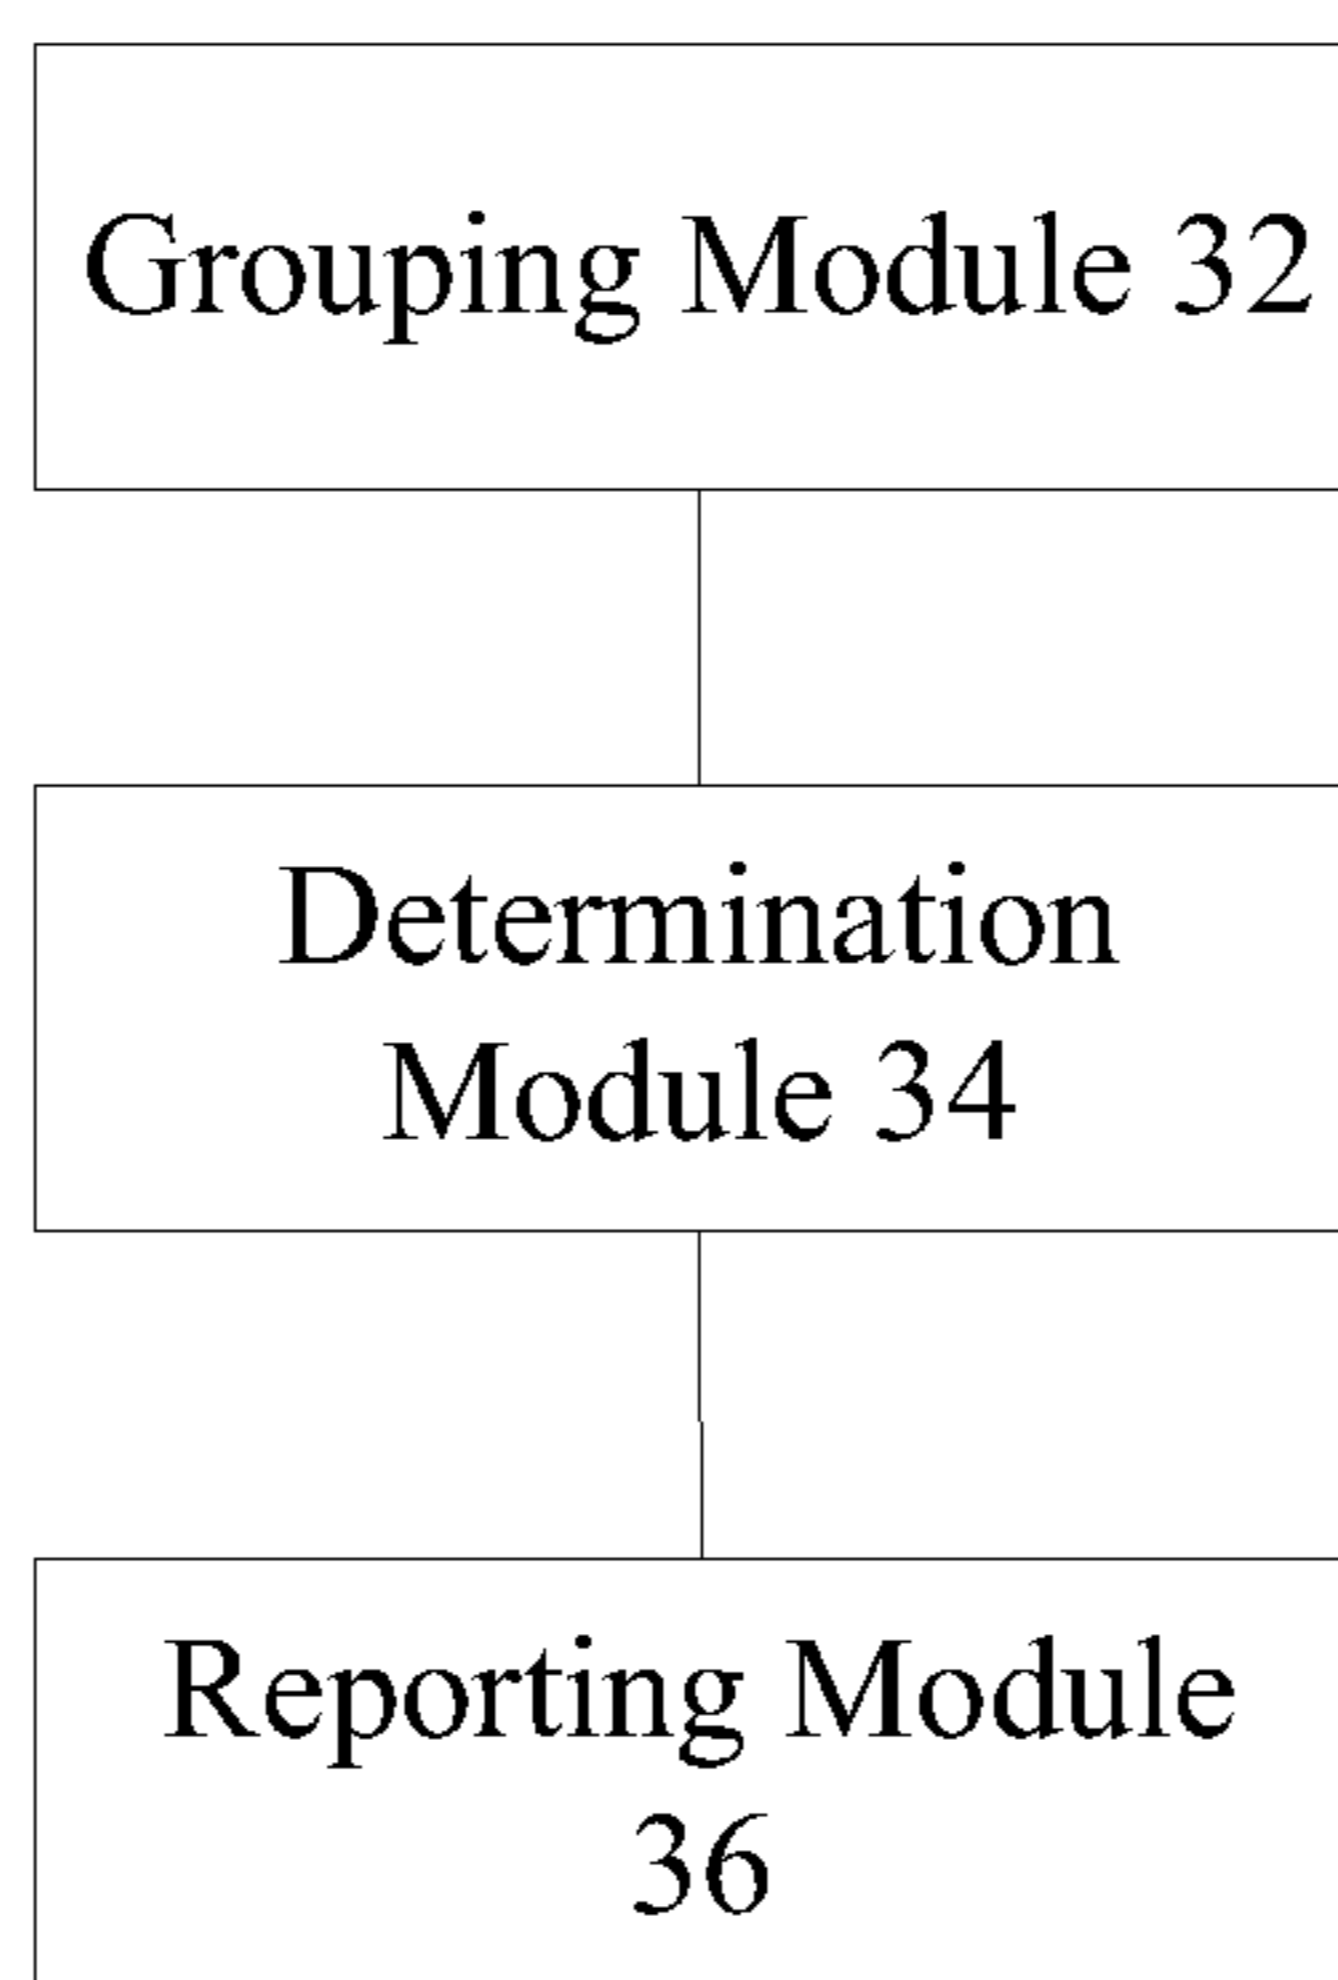 Grouping Module 32
Determination
Module 34
Reporting Module
36